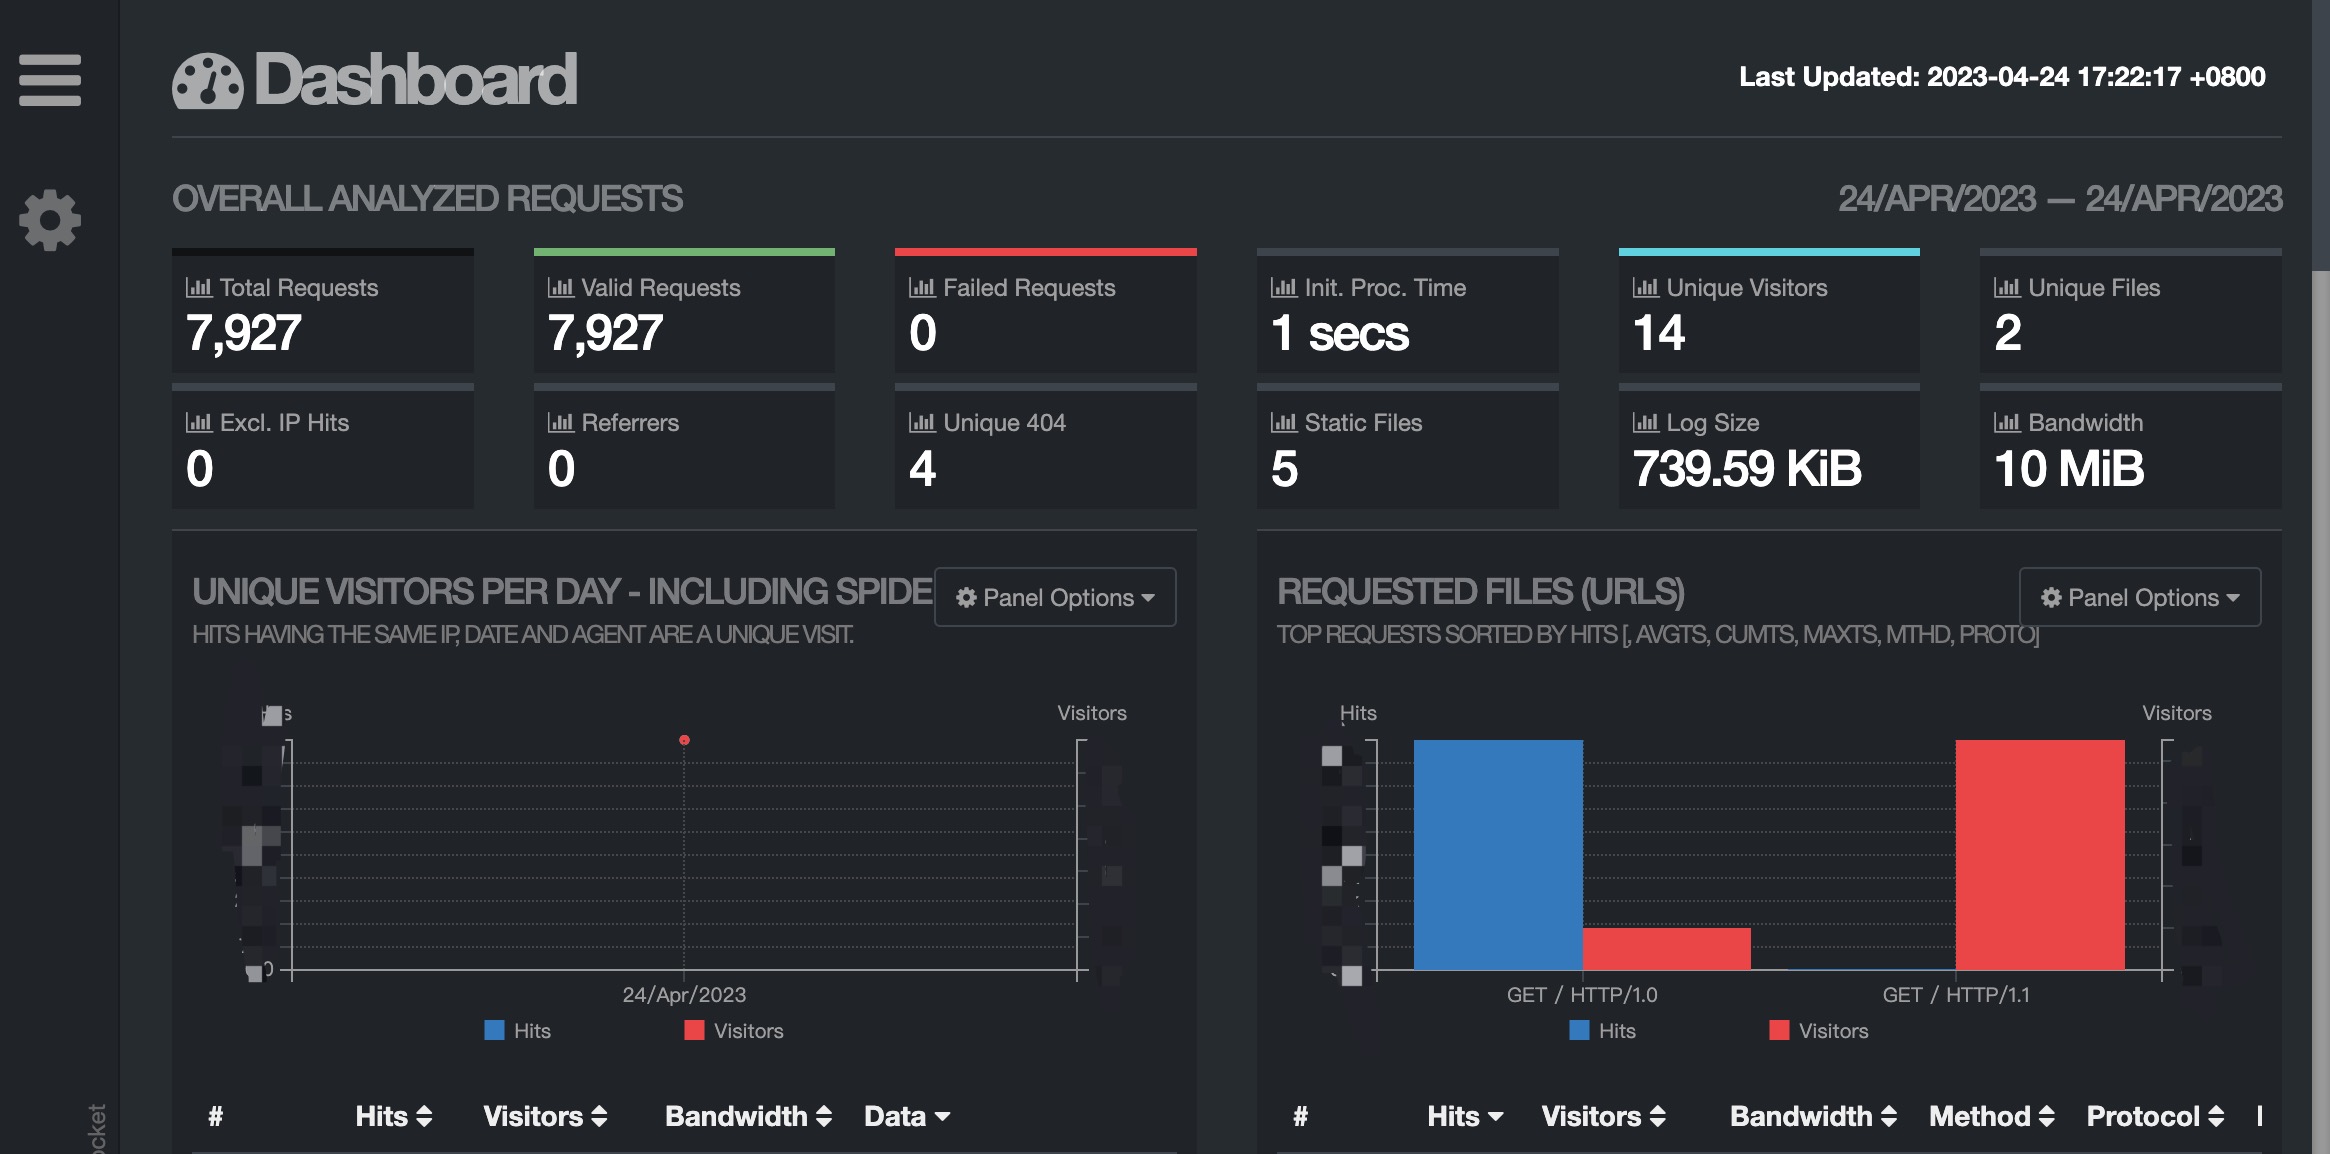 Dashboard
Last Updated: 2023-04-24 17:22:17 +0800
OVERALL ANALYZED REQUESTS
24/APR/2023 — 24/APR/2023
Total Requests
7,927
Valid Requests
7,927
Failed Requests
0
Init. Proc. Time
1 secs
Unique Visitors
14
Unique Files
2
Excl. IP Hits
0
Referrers
0
Unique 404
4
Static Files
5
Log Size
739.59 KiB
Bandwidth
10 MiB
UNIQUE VISITORS PER DAY - INCLUDING SPIDE
Panel Options
HITS HAVING THE SAME IP, DATE AND AGENT ARE A UNIQUE VISIT.
Visitors
24/Apr/2023
Hits
Visitors
# Hits Visitors Bandwidth Data
REQUESTED FILES (URLS)
Panel Options
TOP REQUESTS SORTED BY HITS [, AVGTS, CUMTS, MAXTS, MTHD, PROTO]
Hits
Visitors
GET / HTTP/1.0
GET / HTTP/1.1
Hits
Visitors
# Hits Visitors Bandwidth Method Protocol
ocket